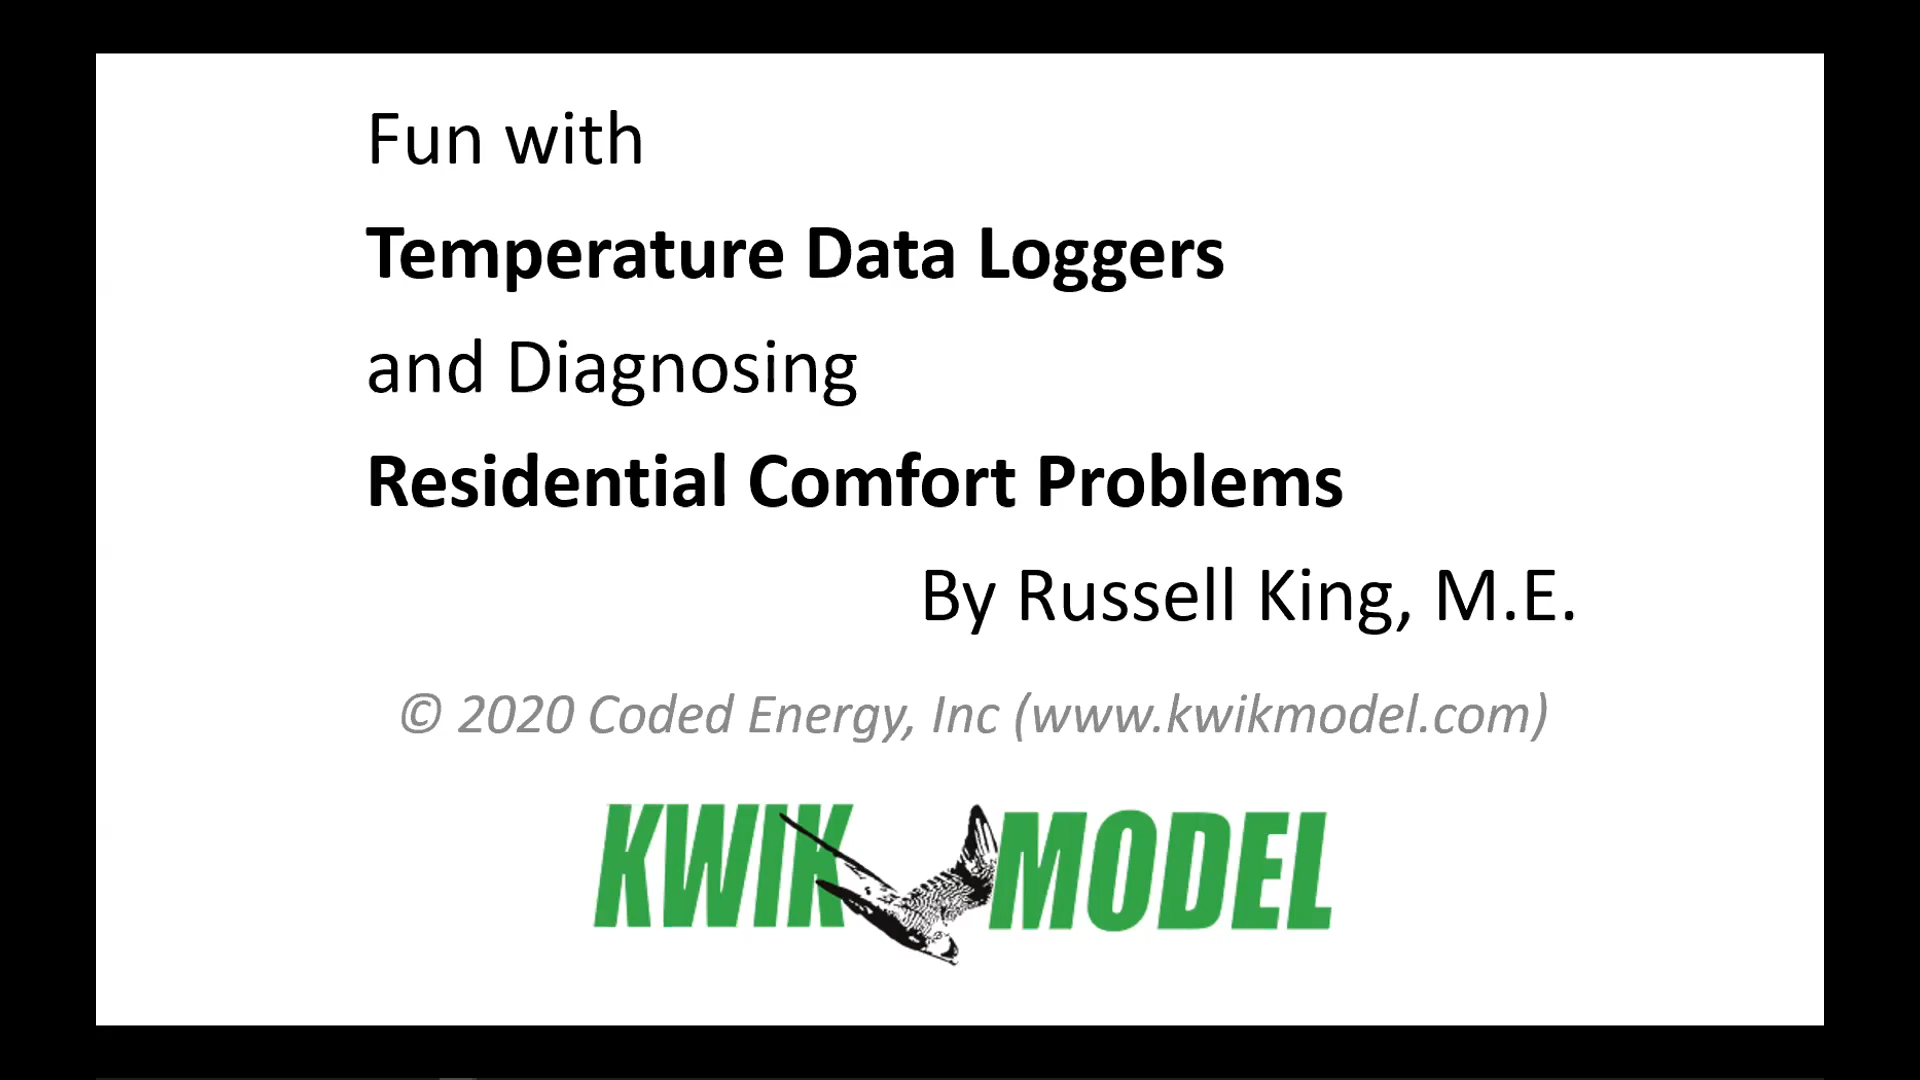 Fun with
Temperature Data Loggers
and Diagnosing
Residential Comfort Problems
By Russell King, M.E.
© 2020 Coded Energy, Inc (www.kwikmodel.com)
KWIK MODEL